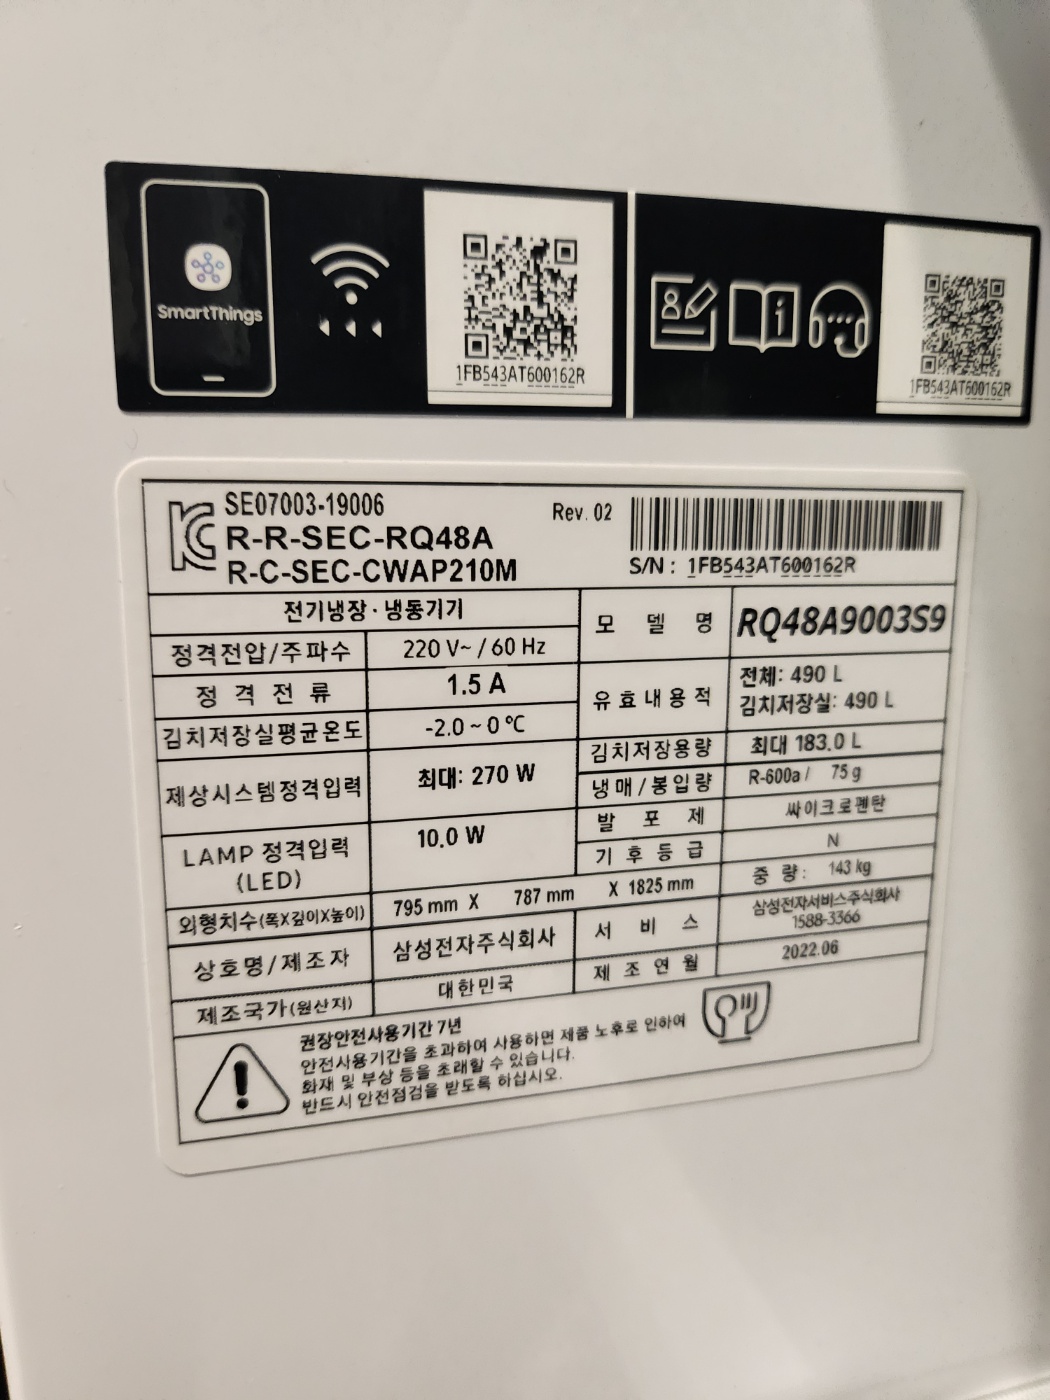 SmartThings
1FB543AT600162R
1FB543AT600162R
SE07003-19006
R-R-SEC-RQ48A
R-C-SEC-CWAP210M
Rev. 02
S/N : 1FB543AT600162R
전기냉장·냉동기기
모 델 명 RQ48A9003S9
정격전압/주파수 220 V~ / 60 Hz
정 격 전 류 1.5 A
유효내용적 전체: 490 L
김치저장실: 490 L
김치저장실평균온도 -2.0 ~ 0 ℃
김치저장용량 최대 183.0 L
제상시스템정격입력 최대: 270 W
냉매/봉입량 R-600a / 75 g
발 포 제 싸이크로펜탄
LAMP 정격입력
(LED)
10.0 W
기후등급 N
외형치수(폭X깊이X높이) 795 mm X 787 mm X 1825 mm
중 량 : 143 kg
상호명/제조자 삼성전자주식회사
서 비 스 삼성전자서비스주식회사
1588-3366
제조국가(원산지) 대한민국
제 조 연 월 2022.06
권장안전사용기간 7년
안전사용기간을 초과하여 사용하면 제품 노후로 인하여
화재 및 부상 등을 초래할 수 있습니다.
반드시 안전점검을 받도록 하십시오.